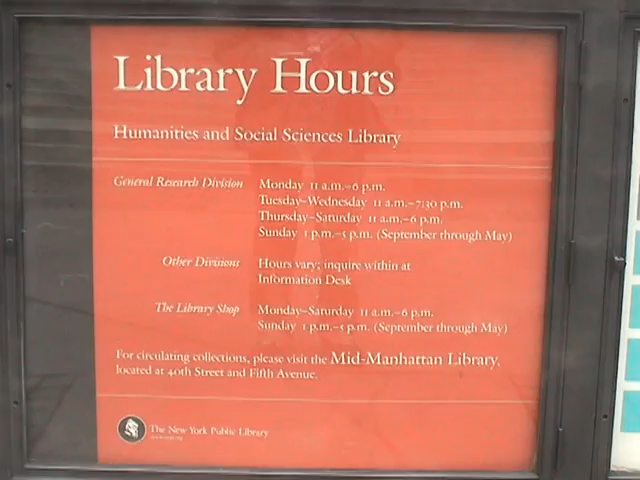 Library Hours
Humanities and Social Sciences Library
General Research Division Monday 11 a.m.–6 p.m.
Tuesday–Wednesday 11 a.m.–7:30 p.m.
Thursday–Saturday 11 a.m.–6 p.m.
Sunday 1 p.m.–5 p.m. (September through May)
Other Divisions Hours vary; inquire within at
Information Desk
The Library Shop Monday–Saturday 11 a.m.–6 p.m.
Sunday 1 p.m.–5 p.m. (September through May)
For circulating collections, please visit the Mid-Manhattan Library,
located at 40th Street and Fifth Avenue.
The New York Public Library